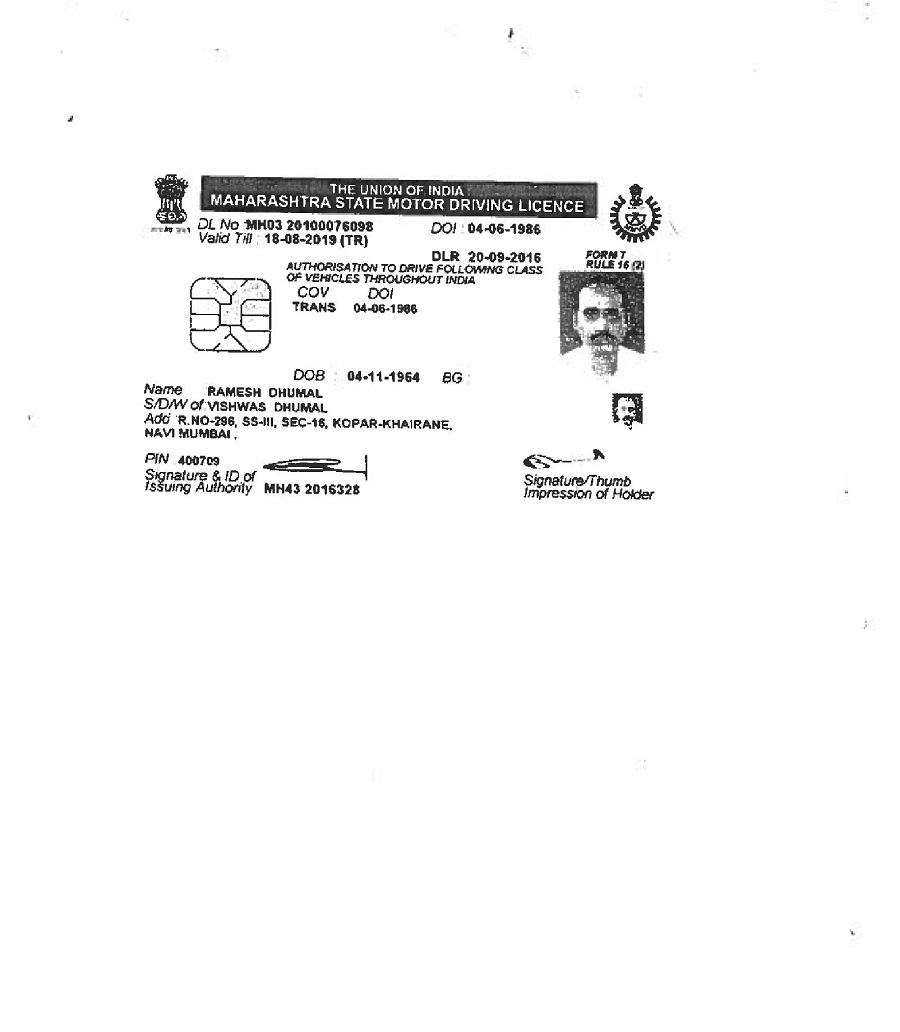 THE UNION OF INDIA
MAHARASHTRA STATE MOTOR DRIVING LICENCE
DL No MH03 20100076098 DOI : 04-06-1986
Valid Till : 18-08-2019 (TR)
DLR 20-09-2016
FORM 7
RULE 16 (2)
AUTHORISATION TO DRIVE FOLLOWING CLASS
OF VEHICLES THROUGHOUT INDIA
COV DOI
TRANS 04-06-1986
DOB : 04-11-1964 BG :
Name : RAMESH DHUMAL
S/D/W of : VISHWAS DHUMAL
Add : R.NO-296, SS-III, SEC-16, KOPAR-KHAIRANE,
NAVI MUMBAI .
PIN 400709
Signature & ID of
Issuing Authority MH43 2016328
Signature/Thumb
Impression of Holder